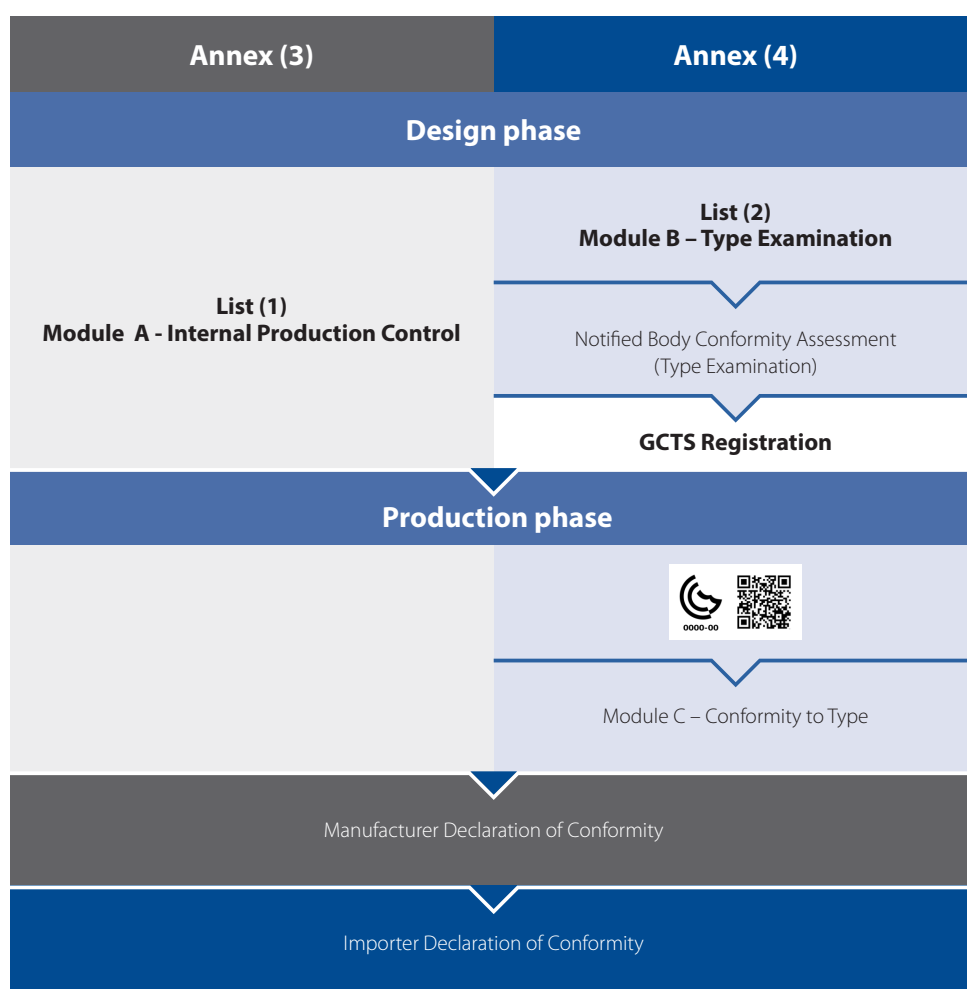 Annex (3)
Annex (4)
Design phase
List (1)
Module A - Internal Production Control
List (2)
Module B – Type Examination
Notified Body Conformity Assessment
(Type Examination)
GCTS Registration
Production phase
0000-00
Module C – Conformity to Type
Manufacturer Declaration of Conformity
Importer Declaration of Conformity